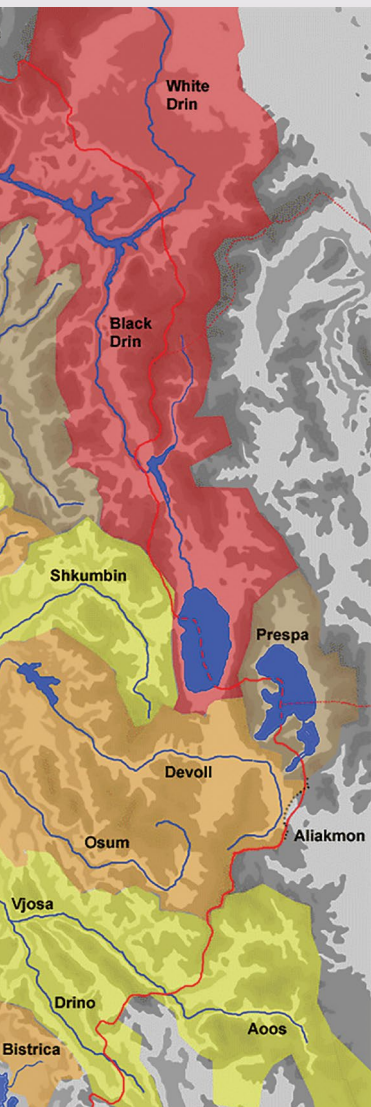 White
Drin
Black
Drin
Shkumbin
Prespa
Devoll
Aliakmon
Osum
Vjosa
Drino
Aoos
Bistrica